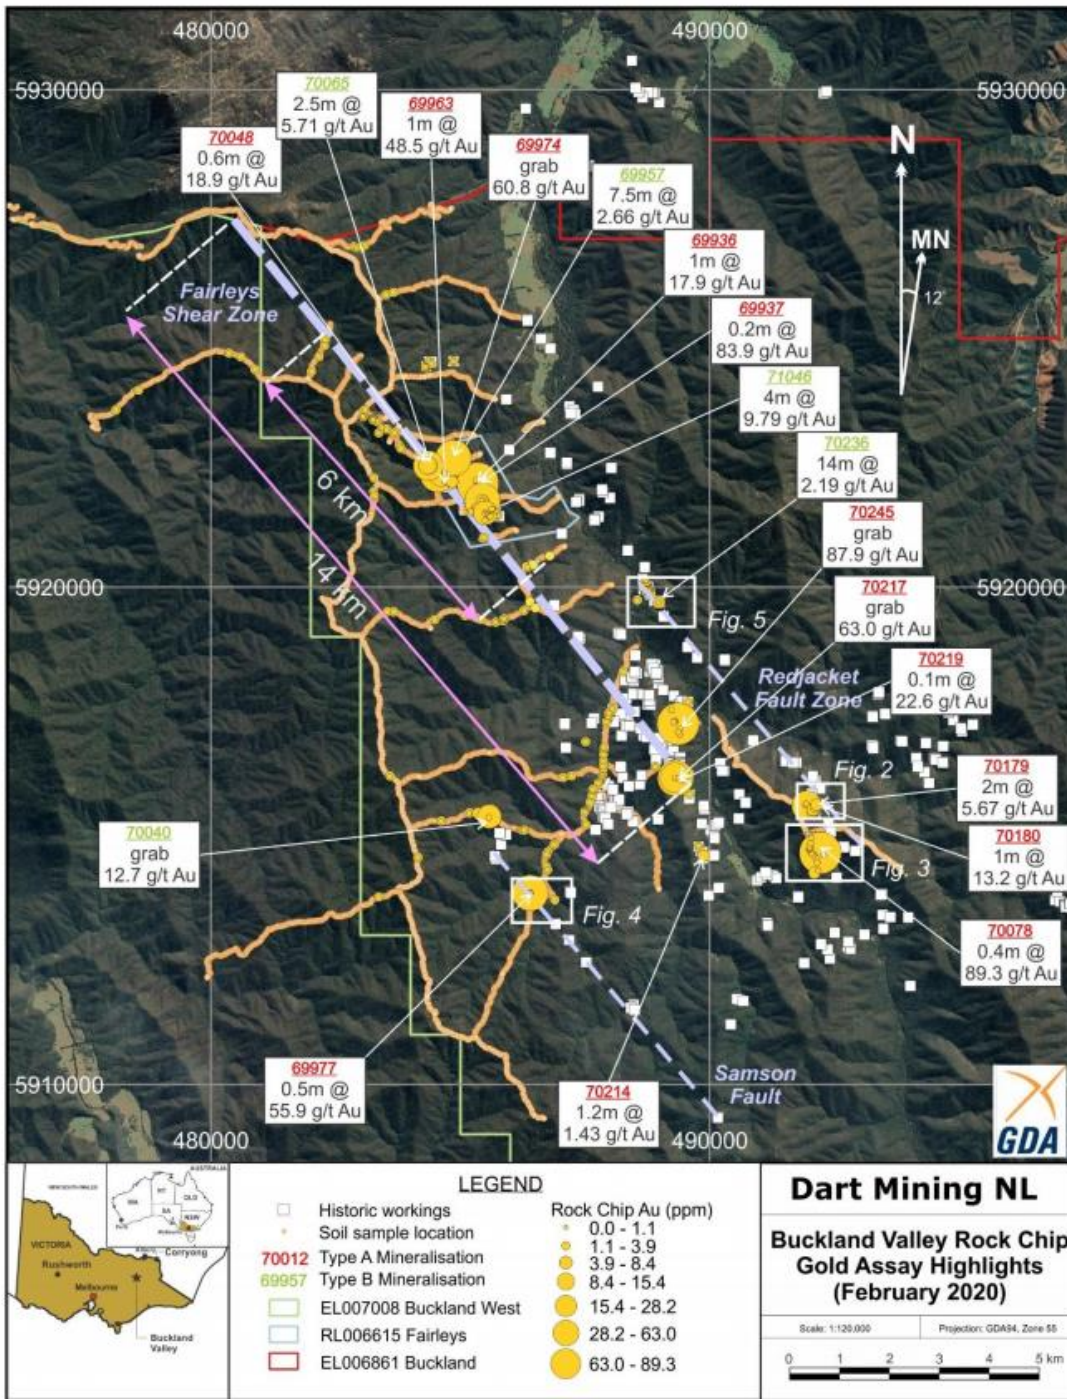 480000
490000
5930000
5930000
70065
2.5m @
5.71 g/t Au
69963
1m @
48.5 g/t Au
70048
0.6m @
18.9 g/t Au
69974
grab
60.8 g/t Au
69957
7.5m @
2.66 g/t Au
N
MN
12
69936
1m @
17.9 g/t Au
Fairleys
Shear Zone
69937
0.2m @
83.9 g/t Au
71046
4m @
9.79 g/t Au
70236
14m @
2.19 g/t Au
6 km
14 km
70245
grab
87.9 g/t Au
5920000
5920000
70217
grab
63.0 g/t Au
Fig. 5
70219
0.1m @
22.6 g/t Au
Redjacket
Fault Zone
Fig. 2
70179
2m @
5.67 g/t Au
70040
grab
12.7 g/t Au
70180
1m @
13.2 g/t Au
Fig. 3
Fig. 4
70078
0.4m @
89.3 g/t Au
69977
0.5m @
55.9 g/t Au
70214
1.2m @
1.43 g/t Au
Samson
Fault
5910000
5910000
GDA
480000
490000
AUSTRALIA
WA
NT
SA
QLD
NSW
VICTORIA
Corryong
Rushworth
Melbourne
Buckland
Valley
LEGEND
Historic workings
Soil sample location
70012 Type A Mineralisation
69957 Type B Mineralisation
EL007008 Buckland West
RL006615 Fairleys
EL006861 Buckland
Rock Chip Au (ppm)
0.0 - 1.1
1.1 - 3.9
3.9 - 8.4
8.4 - 15.4
15.4 - 28.2
28.2 - 63.0
63.0 - 89.3
Dart Mining NL
Buckland Valley Rock Chip
Gold Assay Highlights
(February 2020)
Scale: 1:120,000
Projection: GDA94, Zone 55
0 1 2 3 4 5 km